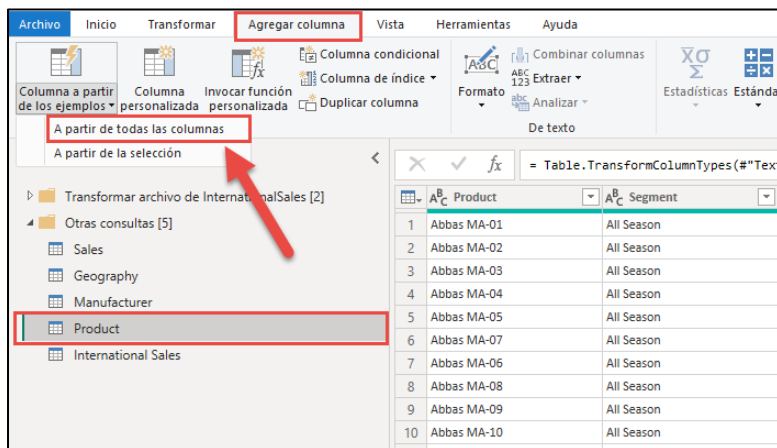 Archivo Inicio Transformar Agregar columna Vista Herramientas Ayuda
Columna a partir de los ejemplos
Columna personalizada
Invocar función personalizada
Columna condicional
Columna de índice
Duplicar columna
Formato
Combinar columnas
Extraer
Analizar
De texto
Estadísticas
Estánda
A partir de todas las columnas
A partir de la selección
fx = Table.TransformColumnTypes(#"Tex
Transformar archivo de InternationalSales [2]
Otras consultas [5]
Sales
Geography
Manufacturer
Product
International Sales
ABC Product ABC Segment
1 Abbas MA-01 All Season
2 Abbas MA-02 All Season
3 Abbas MA-03 All Season
4 Abbas MA-04 All Season
5 Abbas MA-05 All Season
6 Abbas MA-07 All Season
7 Abbas MA-06 All Season
8 Abbas MA-08 All Season
9 Abbas MA-09 All Season
10 Abbas MA-10 All Season